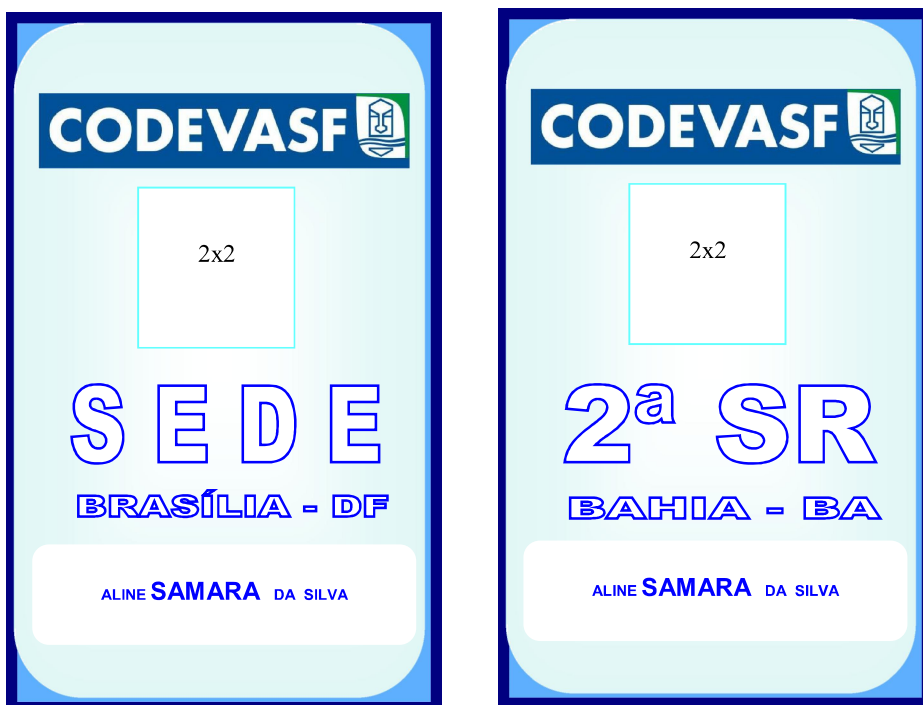 CODEVASF
2x2
SEDE
BRASÍLIA - DF
ALINE SAMARA DA SILVA
CODEVASF
2x2
2ª SR
BAHIA - BA
ALINE SAMARA DA SILVA